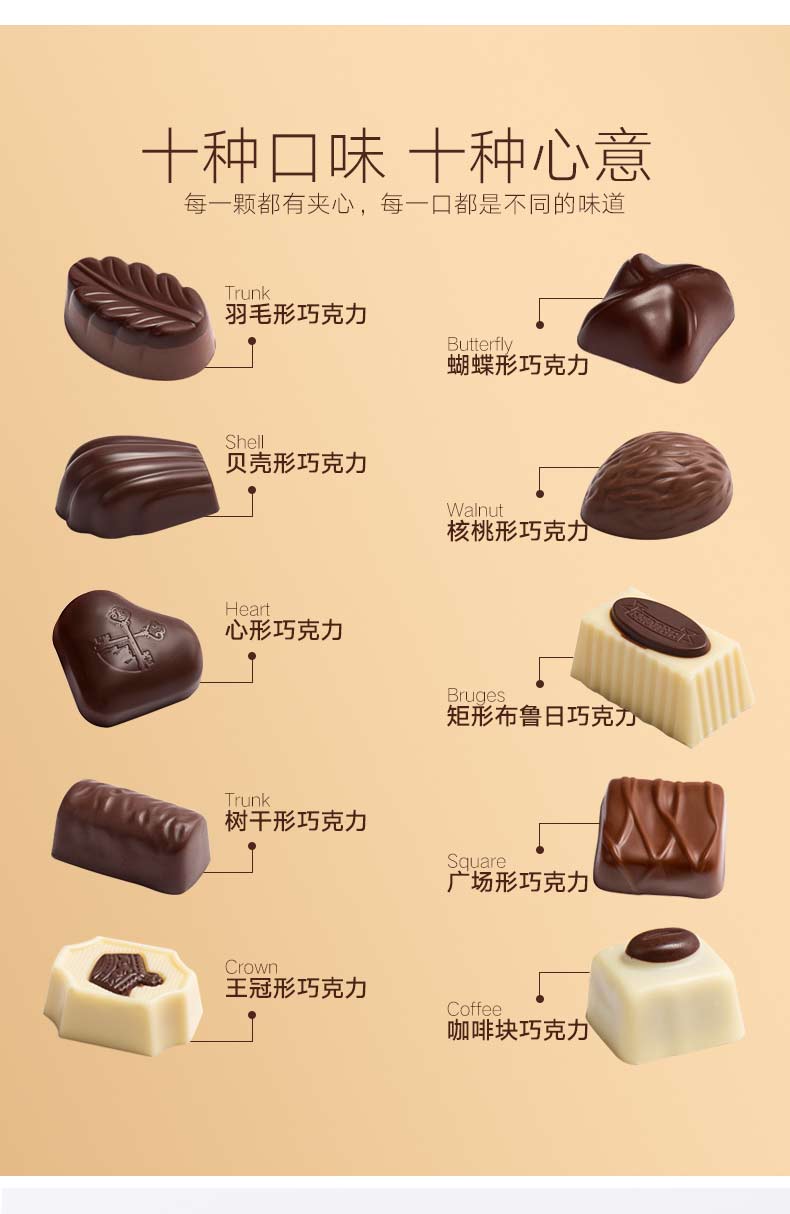 十种口味 十种心意
每一颗都有夹心，每一口都是不同的味道
Trunk
羽毛形巧克力
Butterfly
蝴蝶形巧克力
Shell
贝壳形巧克力
Walnut
核桃形巧克力
Heart
心形巧克力
Bruges
矩形布鲁日巧克力
Trunk
树干形巧克力
Square
广场形巧克力
Crown
王冠形巧克力
Coffee
咖啡块巧克力